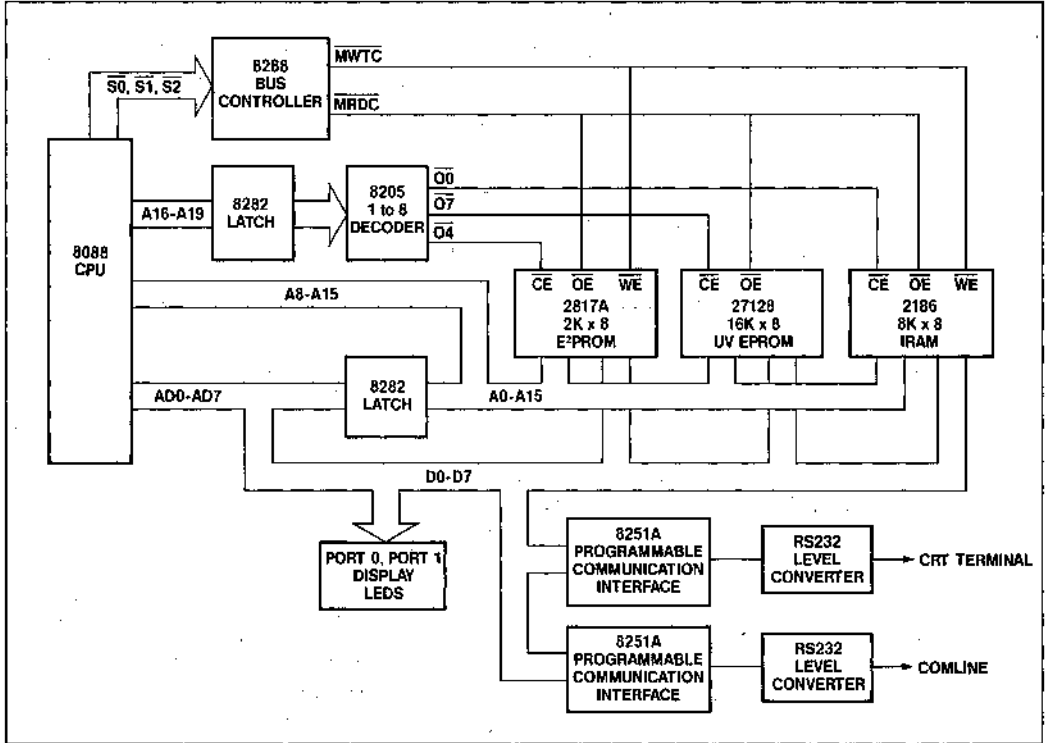 S0, S1, S2
8288
BUS
CONTROLLER
MWTC
MRDC
8088
CPU
A16-A19
8282
LATCH
8205
1 to 8
DECODER
O0
O7
O4
A8-A15
CE OE WE
2817A
2K x 8
E²PROM
CE OE
27128
16K x 8
UV EPROM
CE OE WE
2186
8K x 8
IRAM
AD0-AD7
8282
LATCH
A0-A15
D0-D7
PORT 0, PORT 1
DISPLAY
LEDS
8251A
PROGRAMMABLE
COMMUNICATION
INTERFACE
RS232
LEVEL
CONVERTER
CRT TERMINAL
8251A
PROGRAMMABLE
COMMUNICATION
INTERFACE
RS232
LEVEL
CONVERTER
COMLINE